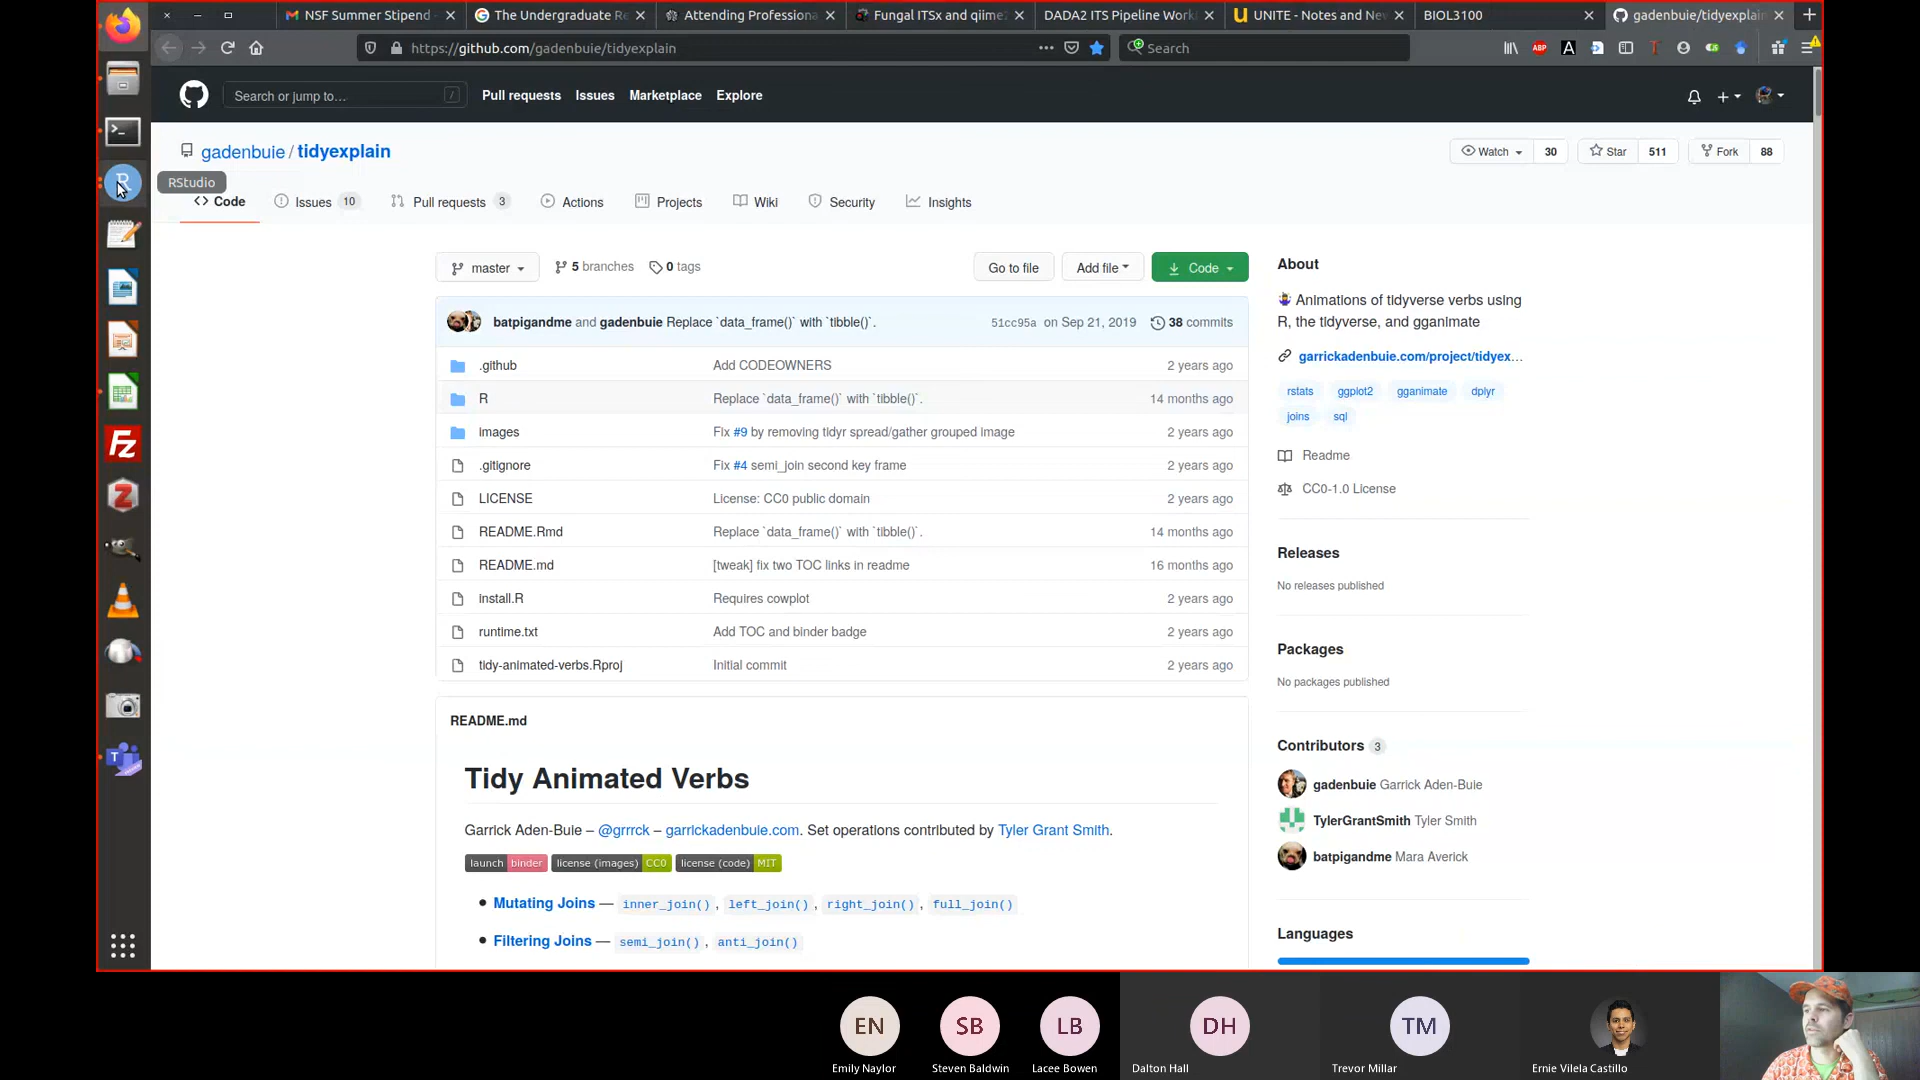 NSF Summer Stipend -
The Undergraduate Re
Attending Professiona
Fungal ITSx and qiime2
DADA2 ITS Pipeline Work
UNITE - Notes and Nev
BIOL3100
gadenbuie/tidyexplain
https://github.com/gadenbuie/tidyexplain
Search
ABP
A
Search or jump to…
/
Pull requests
Issues
Marketplace
Explore
gadenbuie / tidyexplain
Watch
30
Star
511
Fork
88
RStudio
Code
Issues 10
Pull requests 3
Actions
Projects
Wiki
Security
Insights
master
5 branches
0 tags
Go to file
Add file
Code
batpigandme and gadenbuie Replace `data_frame()` with `tibble()`.
51cc95a on Sep 21, 2019
38 commits
.github
Add CODEOWNERS
2 years ago
R
Replace `data_frame()` with `tibble()`.
14 months ago
images
Fix #9 by removing tidyr spread/gather grouped image
2 years ago
.gitignore
Fix #4 semi_join second key frame
2 years ago
LICENSE
License: CC0 public domain
2 years ago
README.Rmd
Replace `data_frame()` with `tibble()`.
14 months ago
README.md
[tweak] fix two TOC links in readme
16 months ago
install.R
Requires cowplot
2 years ago
runtime.txt
Add TOC and binder badge
2 years ago
tidy-animated-verbs.Rproj
Initial commit
2 years ago
README.md
Tidy Animated Verbs
Garrick Aden-Buie – @grrrck – garrickadenbuie.com. Set operations contributed by Tyler Grant Smith.
launch binder license (images) CC0 license (code) MIT
Mutating Joins — inner_join() , left_join() , right_join() , full_join()
Filtering Joins — semi_join() , anti_join()
About
Animations of tidyverse verbs using
R, the tidyverse, and gganimate
garrickadenbuie.com/project/tidyex…
rstats
ggplot2
gganimate
dplyr
joins
sql
Readme
CC0-1.0 License
Releases
No releases published
Packages
No packages published
Contributors 3
gadenbuie Garrick Aden-Buie
TylerGrantSmith Tyler Smith
batpigandme Mara Averick
Languages
EN
Emily Naylor
SB
Steven Baldwin
LB
Lacee Bowen
DH
Dalton Hall
TM
Trevor Millar
Ernie Vilela Castillo